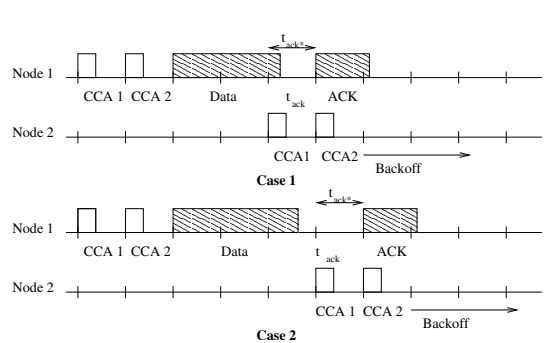 t ack*
Node 1
CCA 1 CCA 2 Data t ack ACK
Node 2
CCA1 CCA2 Backoff
Case 1
t ack*
Node 1
CCA 1 CCA 2 Data t ack ACK
Node 2
CCA 1 CCA 2 Backoff
Case 2